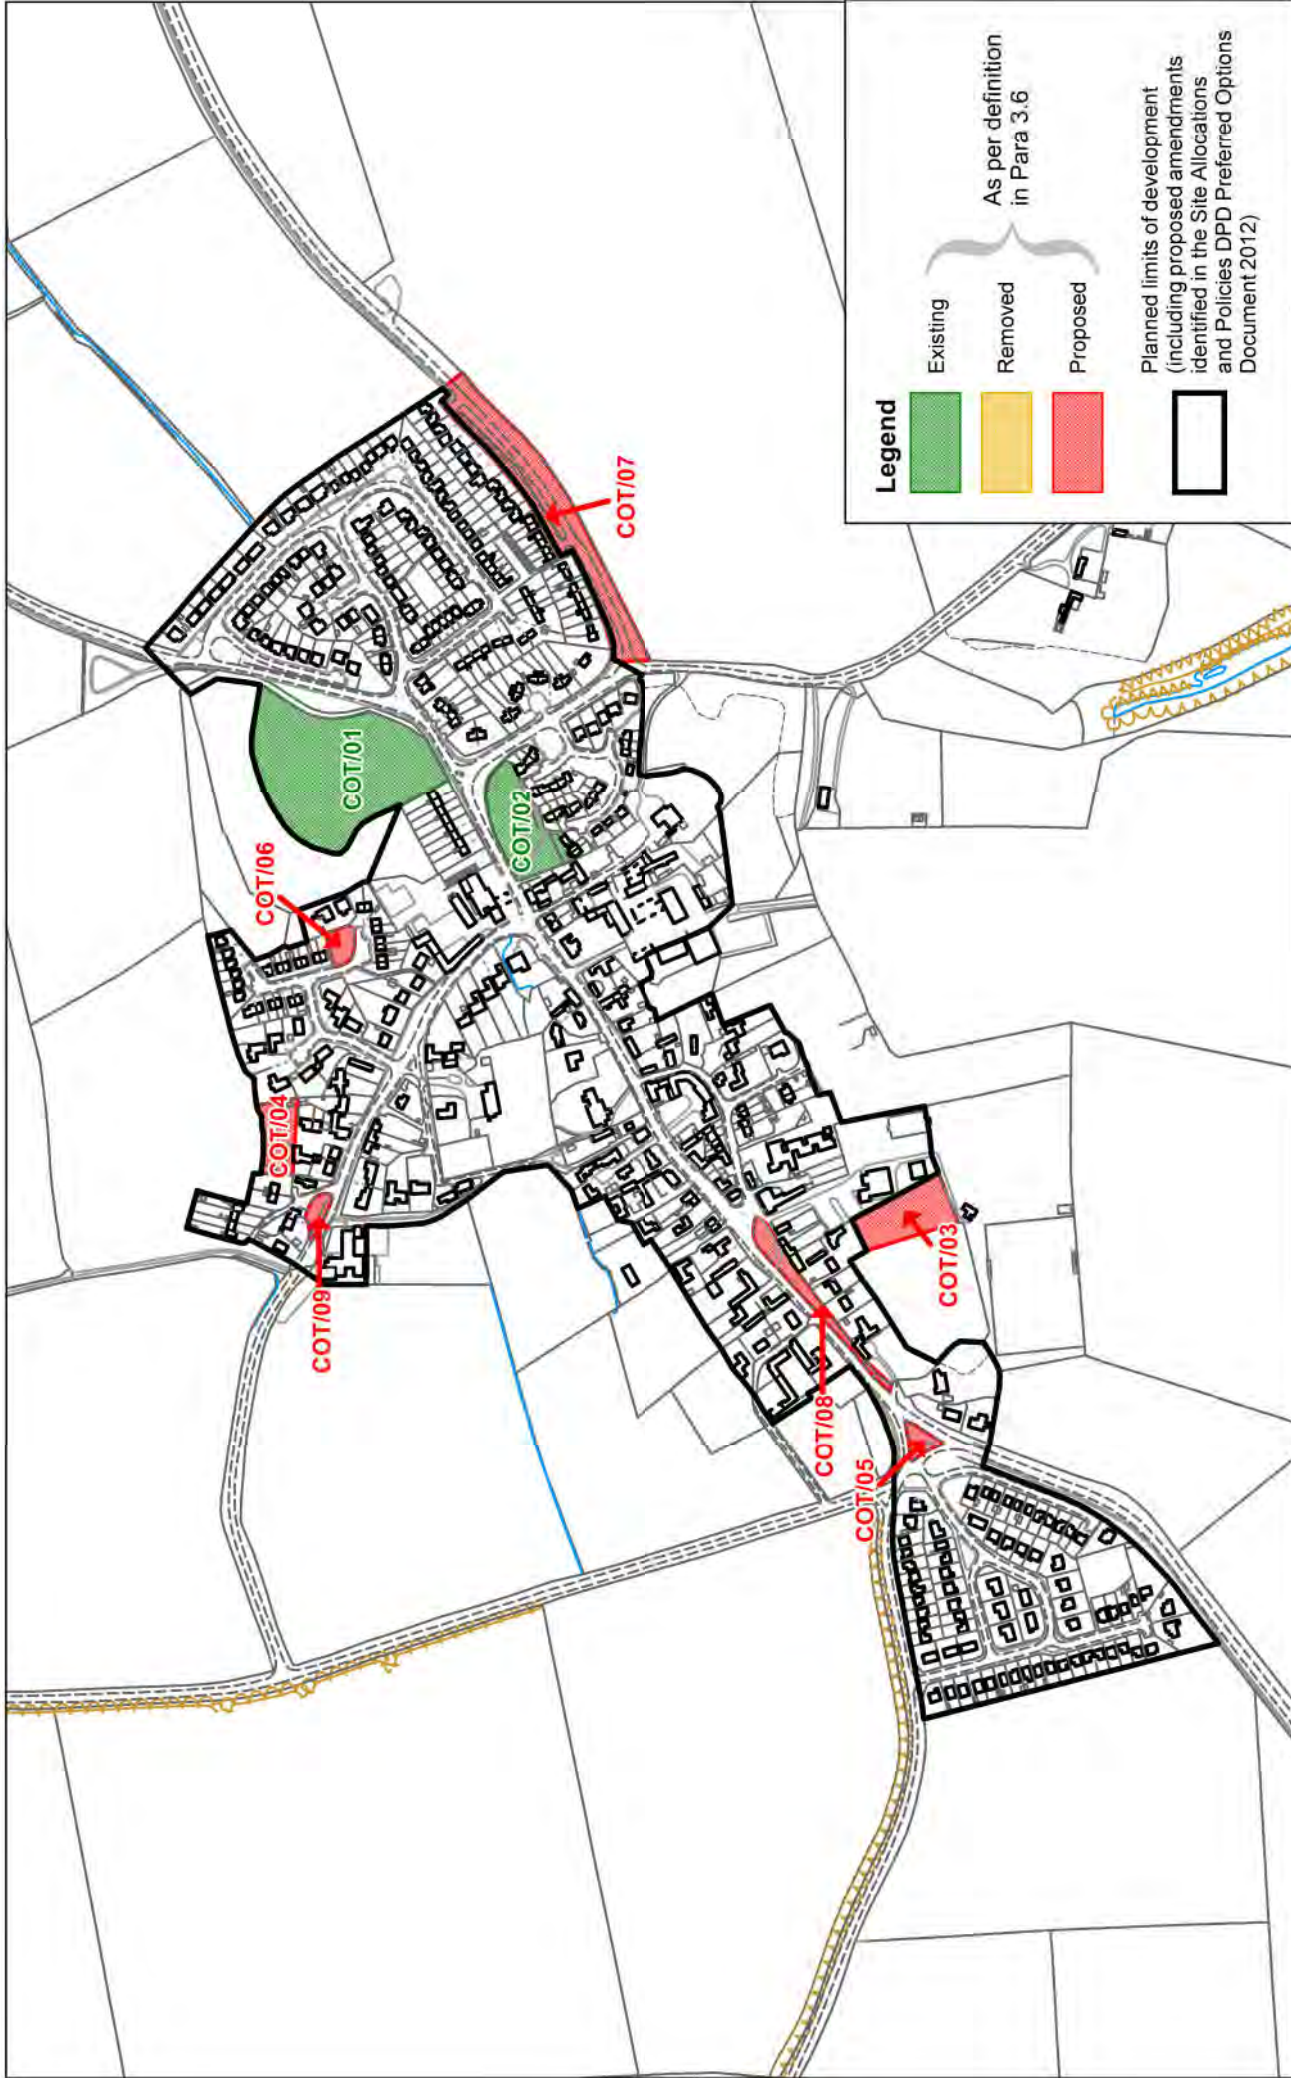 COT/01
COT/02
COT/06
COT/07
COT/04
COT/09
COT/03
COT/08
COT/05
Legend
Existing
Removed
Proposed
As per definition
in Para 3.6
Planned limits of development
(including proposed amendments
identified in the Site Allocations
and Policies DPD Preferred Options
Document 2012)